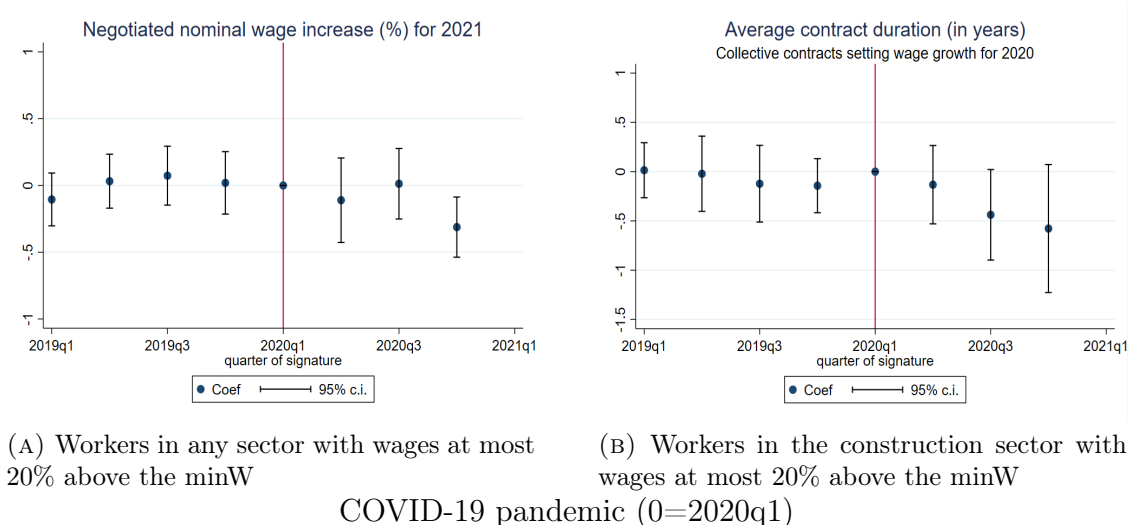 Negotiated nominal wage increase (%) for 2021
1
.5
0
-.5
-1
2019q1 2019q3 2020q1 2020q3 2021q1
quarter of signature
Coef 95% c.i.
(A) Workers in any sector with wages at most
20% above the minW
Average contract duration (in years)
Collective contracts setting wage growth for 2020
1
.5
0
-.5
-1
-1.5
2019q1 2019q3 2020q1 2020q3 2021q1
quarter of signature
Coef 95% c.i.
(B) Workers in the construction sector with
wages at most 20% above the minW
COVID-19 pandemic (0=2020q1)